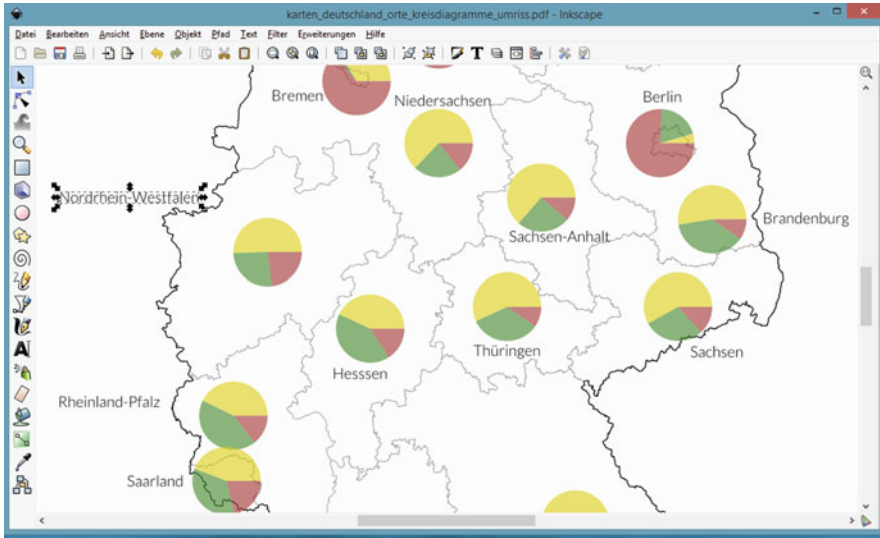 karten_deutschland_orte_kreisdiagramme_umriss.pdf - Inkscape
Datei Bearbeiten Ansicht Ebene Objekt Pfad Text Filter Erweiterungen Hilfe
Bremen
Niedersachsen
Berlin
Nordrhein-Westfalen
Sachsen-Anhalt
Brandenburg
Thüringen
Sachsen
Hesssen
Rheinland-Pfalz
Saarland